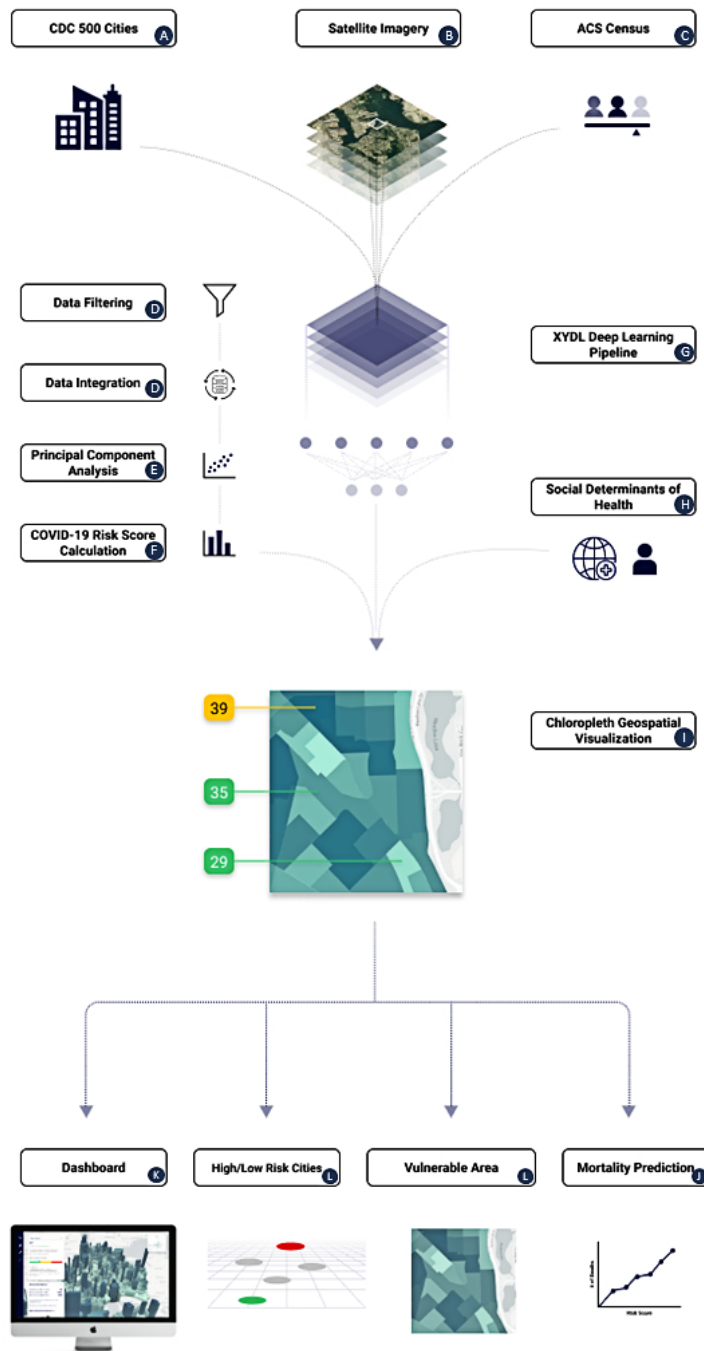 CDC 500 Cities
A
Satellite Imagery
B
ACS Census
C
Data Filtering
D
Data Integration
D
Principal Component
Analysis
E
COVID-19 Risk Score
Calculation
F
XYDL Deep Learning
Pipeline
G
Social Determinants of
Health
H
39
35
29
Chloropleth Geospatial
Visualization
I
Dashboard
K
High/Low Risk Cities
L
Vulnerable Area
L
Mortality Prediction
J
# of Deaths
Risk Score